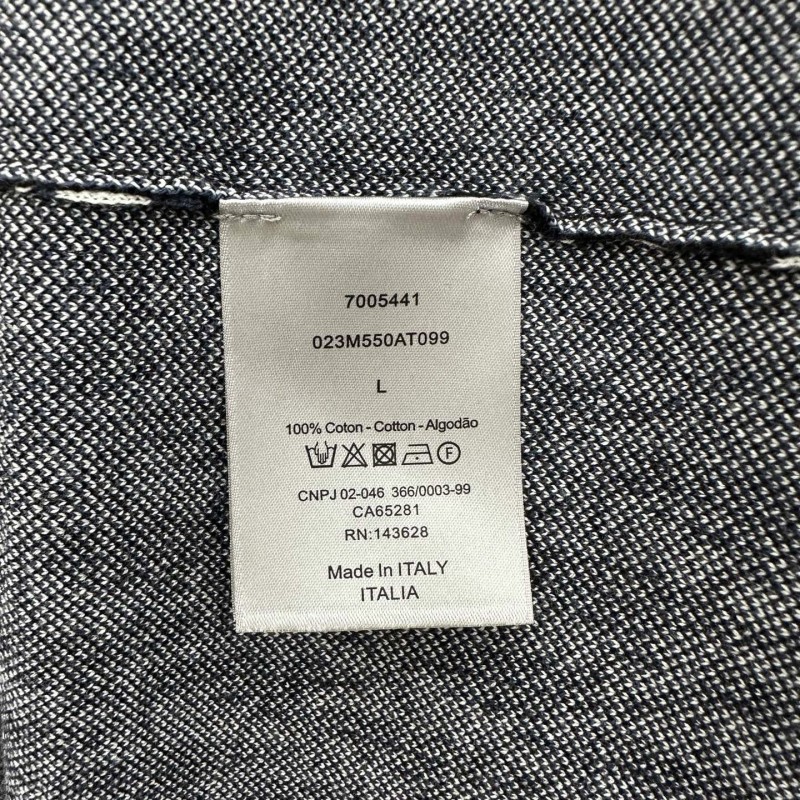 7005441
023M550AT099
L
100% Coton - Cotton - Algodão
F
CNPJ 02-046 366/0003-99
CA65281
RN:143628
Made In ITALY
ITALIA